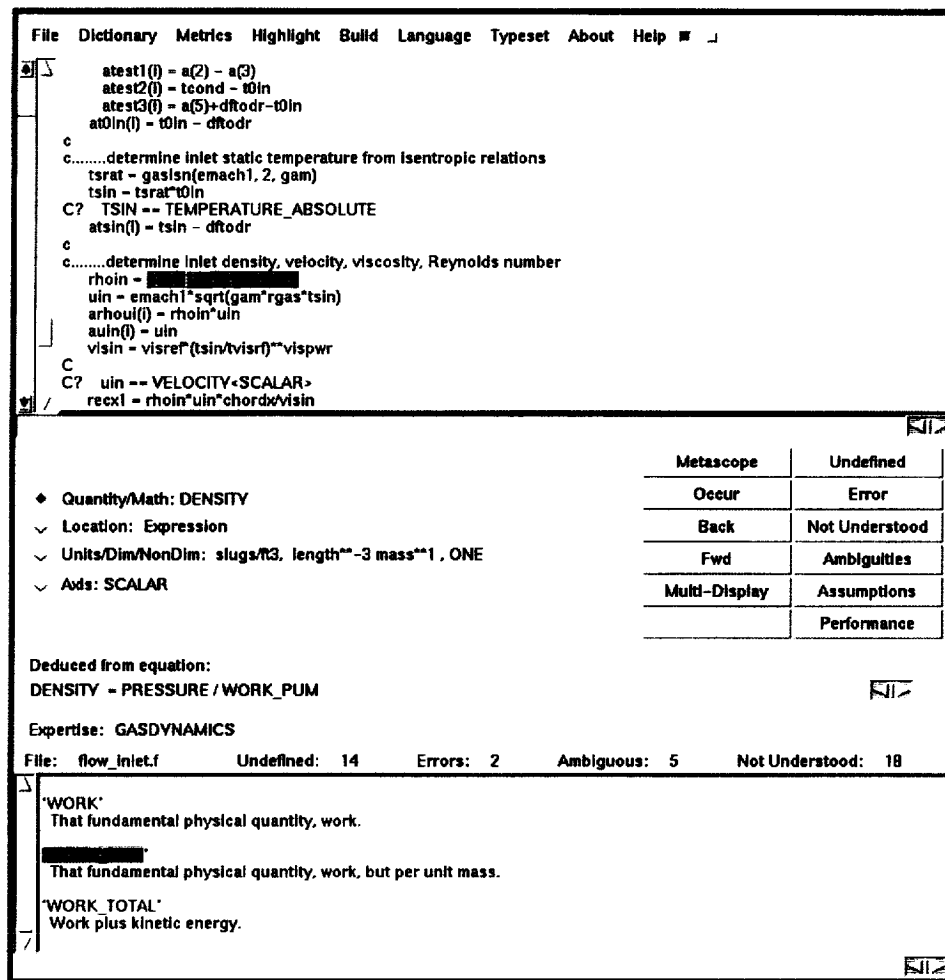 File Dictionary Metrics Highlight Build Language Typeset About Help
atest1(i) = a(2) - a(3)
atest2(i) = tcond - t0in
atest3(i) = a(5)+dftodr-t0in
at0in(i) = t0in - dftodr
c
c........determine inlet static temperature from isentropic relations
tsrat = gasisn(emach1, 2, gam)
tsin = tsrat*t0in
C? TSIN == TEMPERATURE_ABSOLUTE
atsin(i) = tsin - dftodr
c
c........determine inlet density, velocity, viscosity, Reynolds number
rhoin =
uin = emach1*sqrt(gam*rgas*tsin)
arhoui(i) = rhoin*uin
auin(i) = uin
visin = visref*(tsin/tvisrf)**vispwr
C
C? uin == VELOCITY<SCALAR>
recx1 = rhoin*uin*chordx/visin
Metascope Undefined
Quantity/Math: DENSITY
Occur Error
Location: Expression
Back Not Understood
Units/Dim/NonDim: slugs/ft3, length**-3 mass**1 , ONE
Fwd Ambiguities
Axis: SCALAR
Multi-Display Assumptions
Performance
Deduced from equation:
DENSITY = PRESSURE / WORK_PUM
Expertise: GASDYNAMICS
File: flow_inlet.f Undefined: 14 Errors: 2 Ambiguous: 5 Not Understood: 18
"WORK"
That fundamental physical quantity, work.
That fundamental physical quantity, work, but per unit mass.
"WORK_TOTAL"
Work plus kinetic energy.